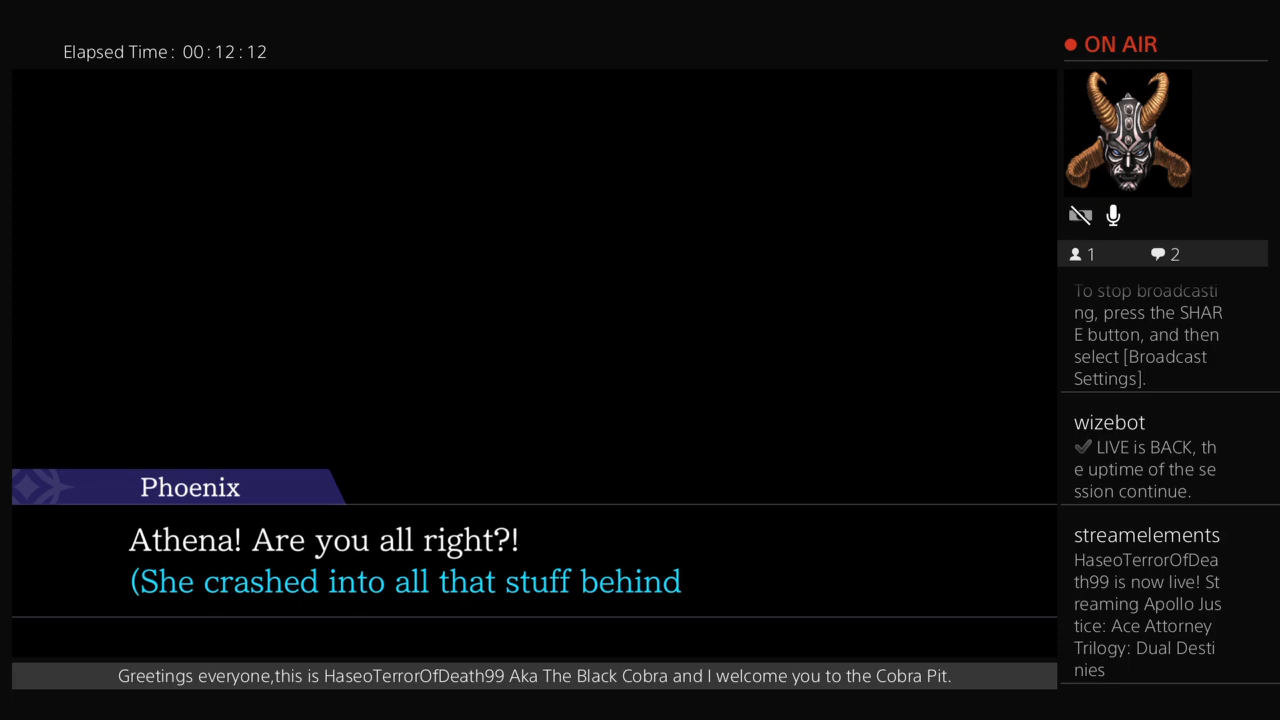 Elapsed Time: 00:12:12
ON AIR
1
2
To stop broadcasti
ng, press the SHAR
E button, and then
select [Broadcast
Settings].
wizebot
✔ LIVE is BACK, th
e uptime of the se
ssion continue.
streamelements
HaseoTerrorOfDea
th99 is now live! St
reaming Apollo Jus
tice: Ace Attorney
Trilogy: Dual Desti
nies
Phoenix
Athena! Are you all right?!
(She crashed into all that stuff behind
Greetings everyone,this is HaseoTerrorOfDeath99 Aka The Black Cobra and I welcome you to the Cobra Pit.